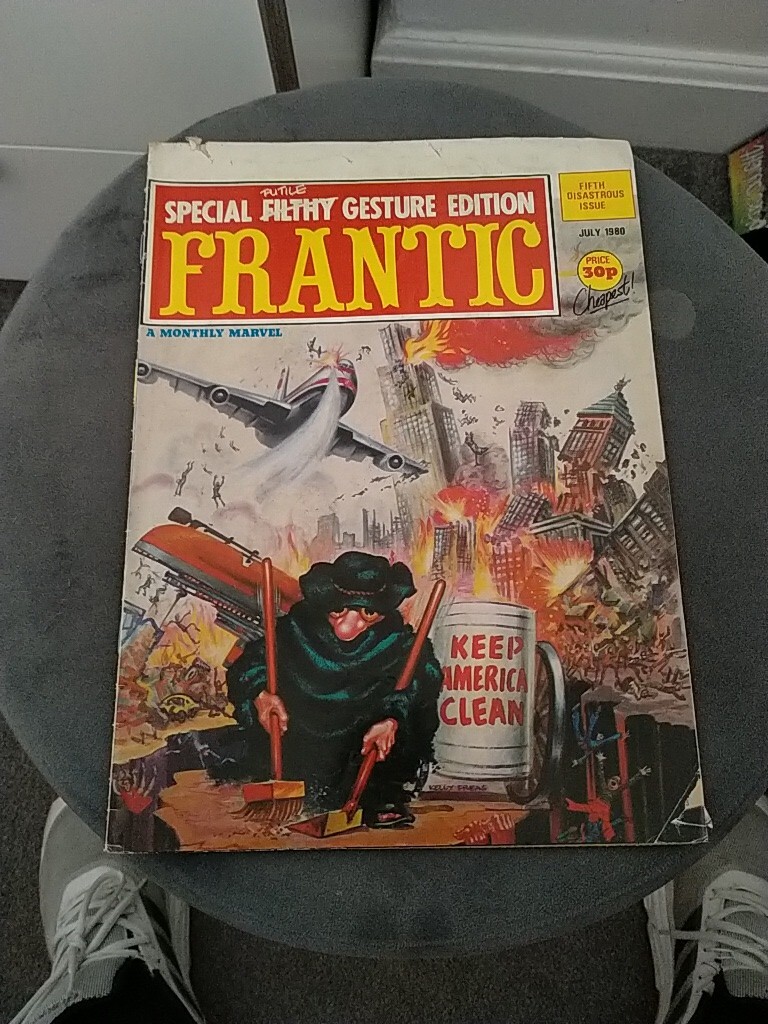 FUTILE
SPECIAL FILTHY GESTURE EDITION
FRANTIC
A MONTHLY MARVEL
FIFTH
DISASTROUS
ISSUE
JULY 1980
PRICE
30p
Cheapest!
KEEP
AMERICA
CLEAN
KELLY FREAS